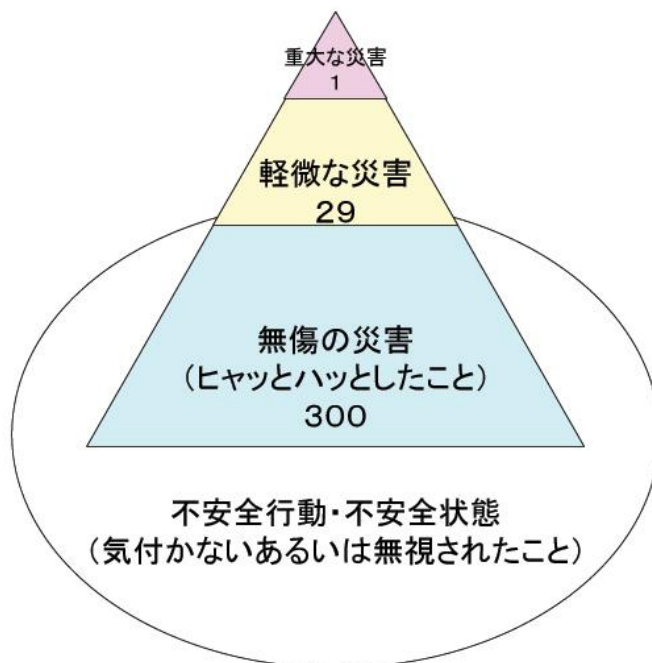 重大な災害
1
軽微な災害
29
無傷の災害
（ヒヤッとハッとしたこと）
300
不安全行動・不安全状態
（気付かないあるいは無視されたこと）